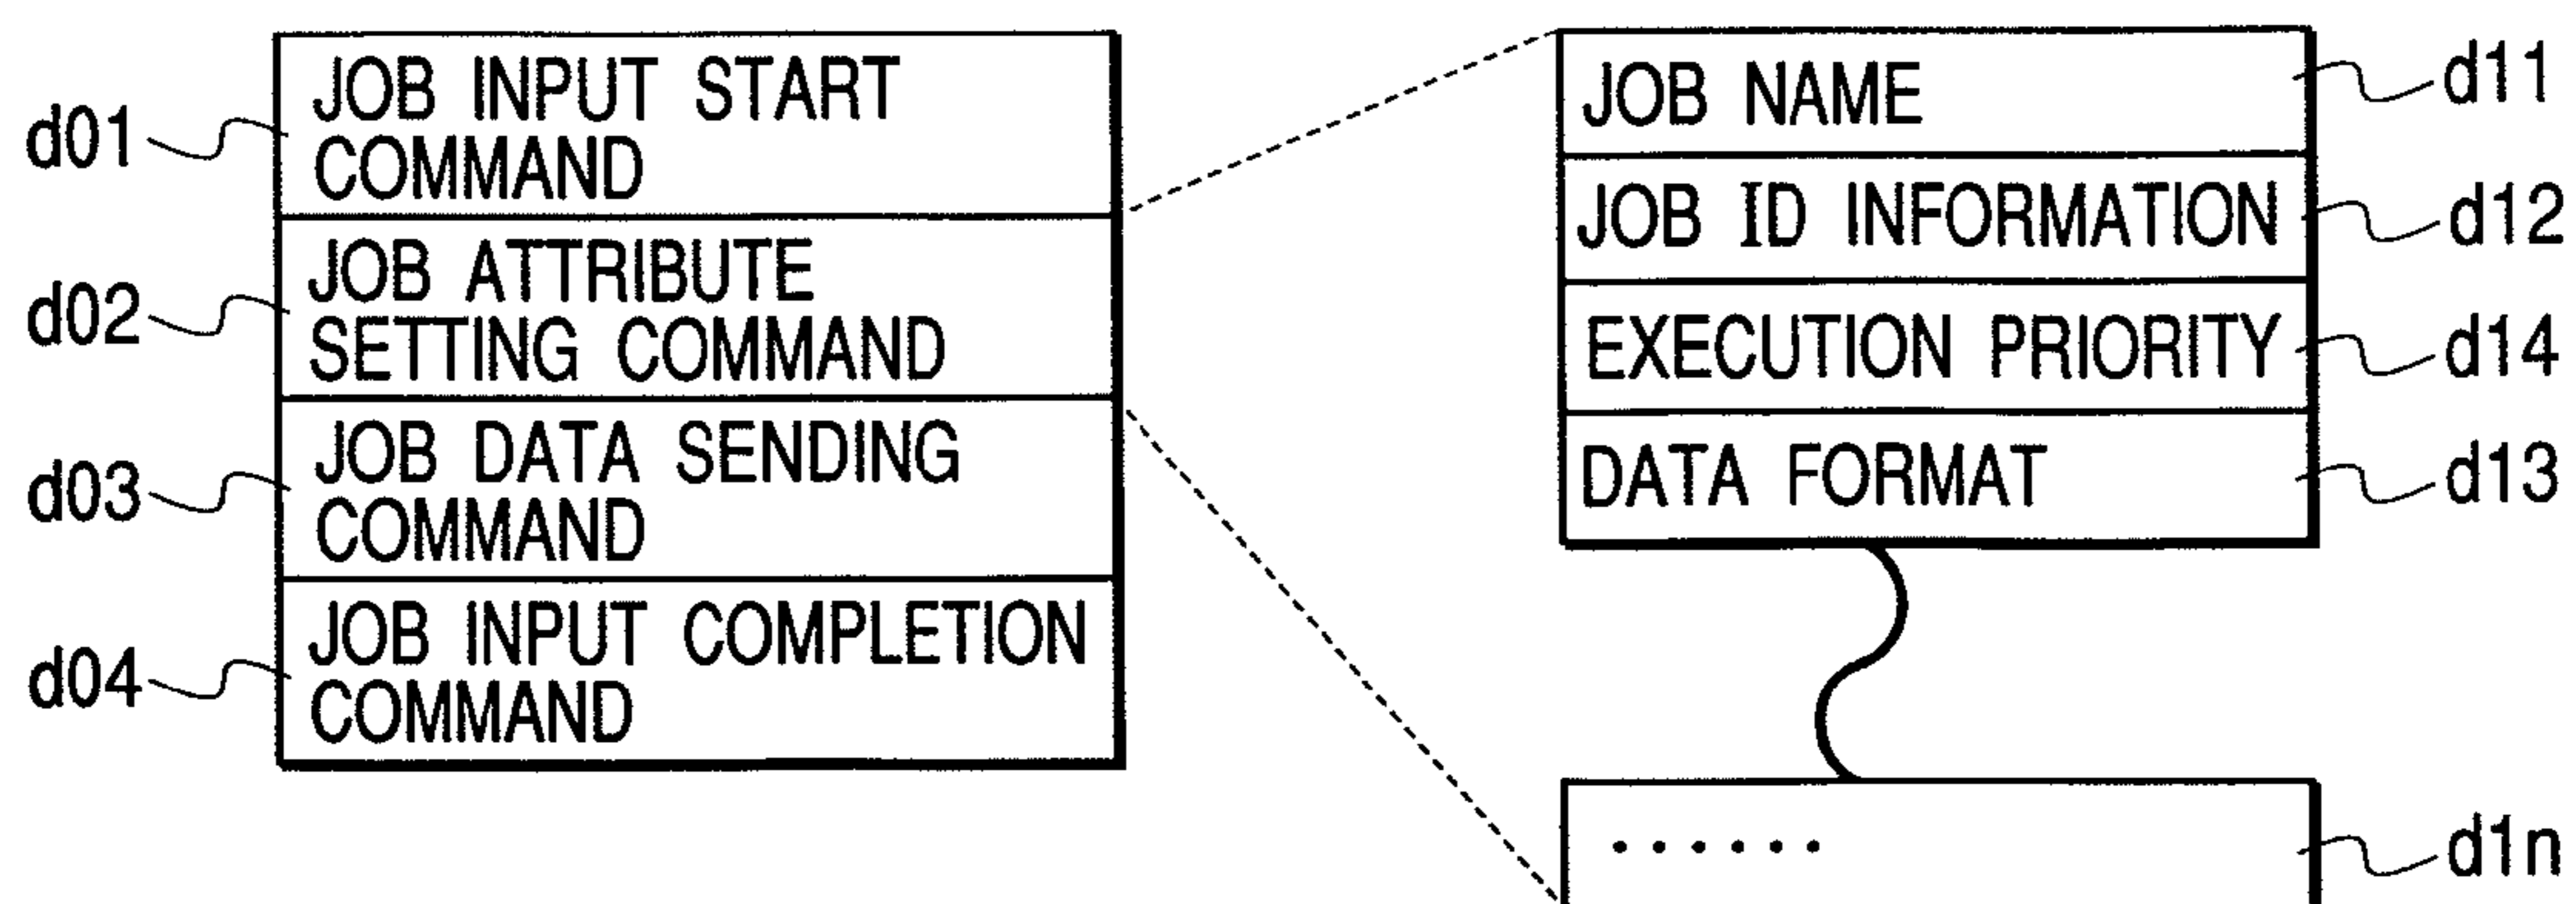 d01
JOB INPUT START
COMMAND
d02
JOB ATTRIBUTE
SETTING COMMAND
d03
JOB DATA SENDING
COMMAND
d04
JOB INPUT COMPLETION
COMMAND
JOB NAME
d11
JOB ID INFORMATION
d12
EXECUTION PRIORITY
d14
DATA FORMAT
d13
......
d1n